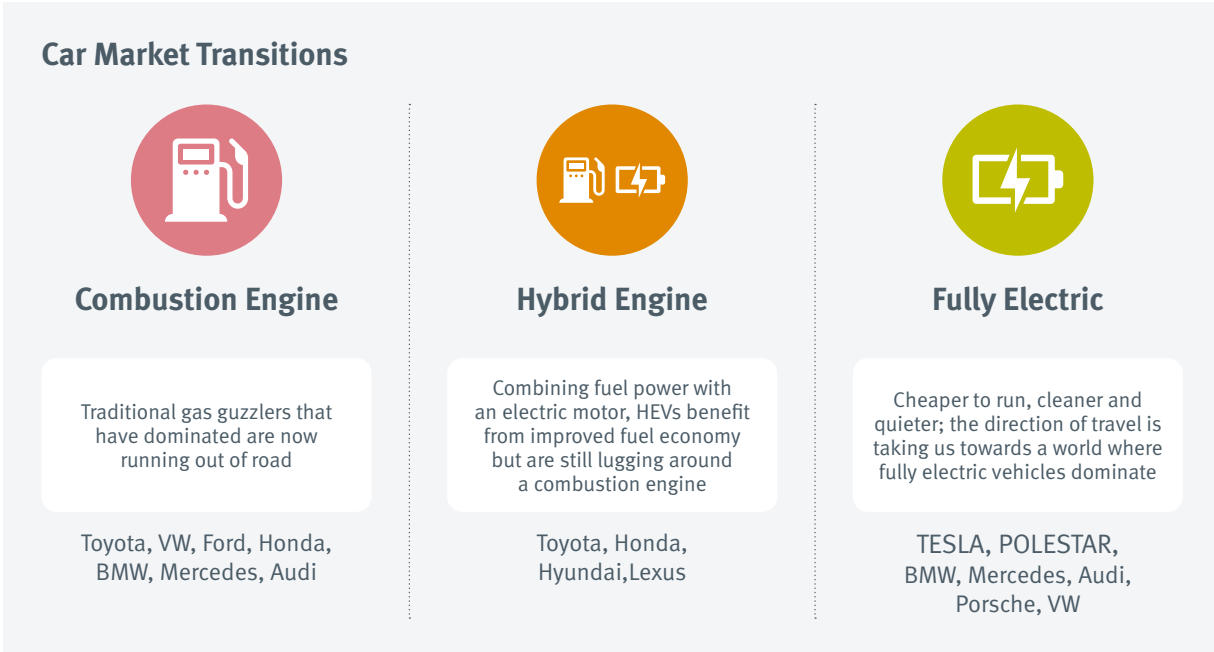 Car Market Transitions
Combustion Engine
Traditional gas guzzlers that
have dominated are now
running out of road
Toyota, VW, Ford, Honda,
BMW, Mercedes, Audi
Hybrid Engine
Combining fuel power with
an electric motor, HEVs benefit
from improved fuel economy
but are still lugging around
a combustion engine
Toyota, Honda,
Hyundai,Lexus
Fully Electric
Cheaper to run, cleaner and
quieter; the direction of travel is
taking us towards a world where
fully electric vehicles dominate
TESLA, POLESTAR,
BMW, Mercedes, Audi,
Porsche, VW